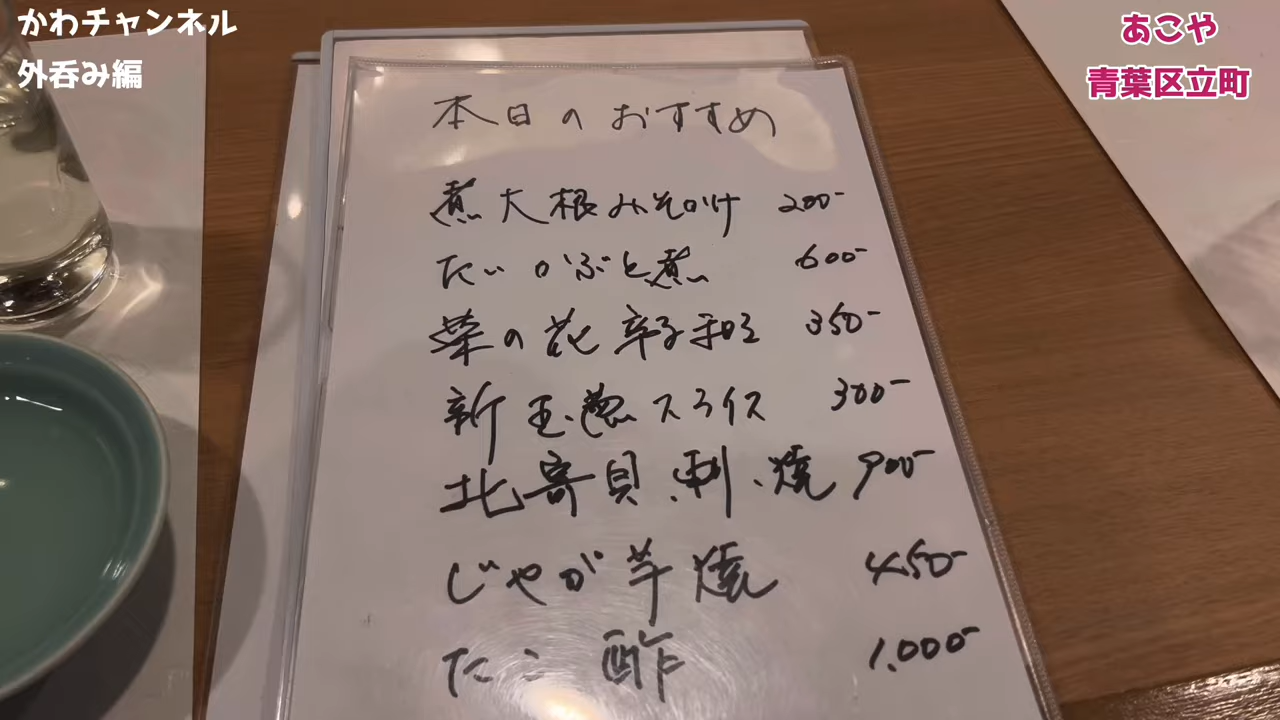 かわチャンネル
外呑み編
あこや
青葉区立町
本日のおすすめ
煮大根みそかけ 200-
たいかぶと煮 600-
菜の花辛子和え 350-
新玉葱スライス 300-
北寄貝、刺、焼 900-
じゃが芋焼 450-
たこ酢 1.000-